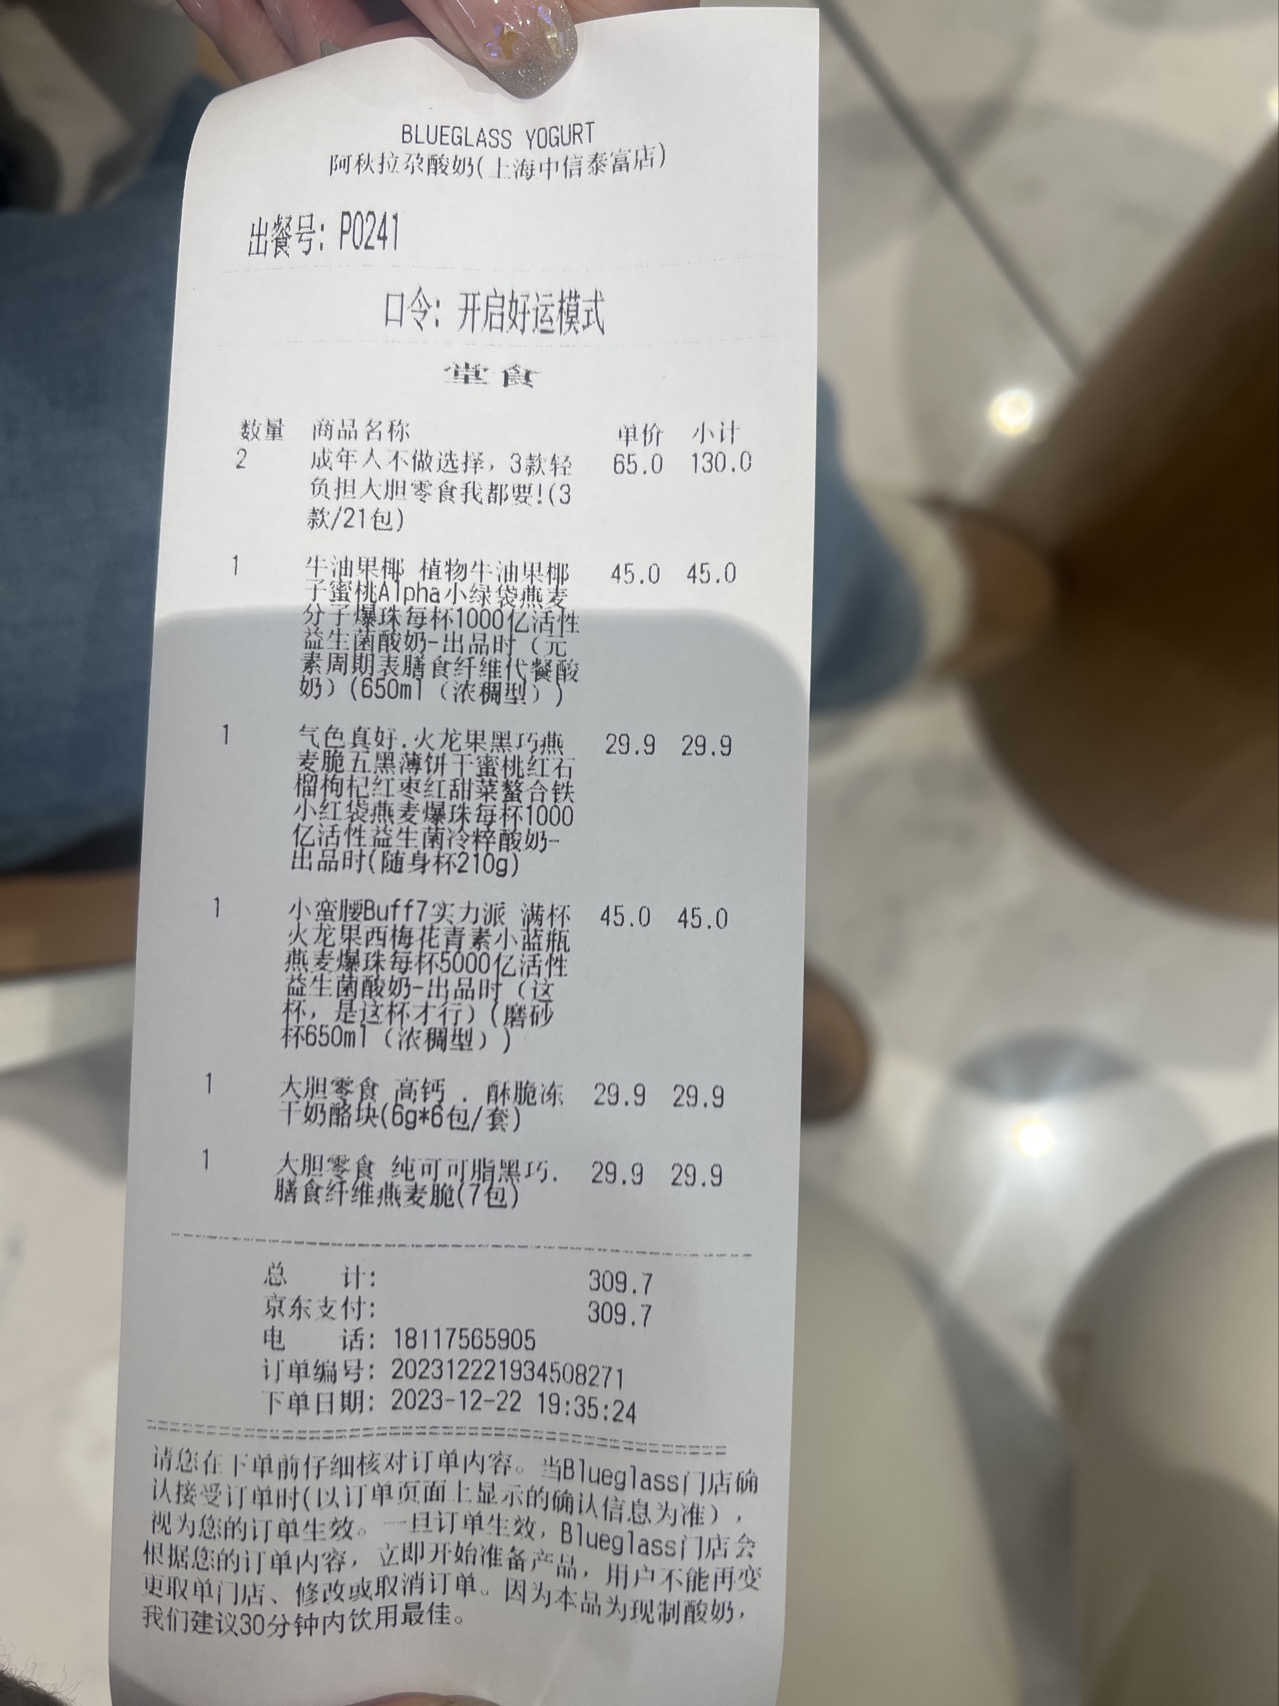 BLUEGLASS YOGURT
阿秋拉尕酸奶(上海中信泰富店)
出餐号: P0241
口令: 开启好运模式
堂食
数量 商品名称 单价 小计
2 成年人不做选择，3款轻 65.0 130.0
负担大胆零食我都要!(3
款/21包)
1 牛油果椰 植物牛油果椰 45.0 45.0
子蜜桃Alpha小绿袋燕麦
分子爆珠每杯1000亿活性
益生菌酸奶-出品时（元
素周期表膳食纤维代餐酸
奶）(650ml（浓稠型）)
1 气色真好.火龙果黑巧燕 29.9 29.9
麦脆五黑薄饼干蜜桃红石
榴枸杞红枣红甜菜螯合铁
小红袋燕麦爆珠每杯1000
亿活性益生菌冷粹酸奶-
出品时(随身杯210g)
1 小蛮腰Buff7实力派 满杯 45.0 45.0
火龙果西梅花青素小蓝瓶
燕麦爆珠每杯5000亿活性
益生菌酸奶-出品时（这
杯，是这杯才行）(磨砂
杯650ml（浓稠型）)
1 大胆零食 高钙 . 酥脆冻 29.9 29.9
干奶酪块(6g*6包/套)
1 大胆零食 纯可可脂黑巧. 29.9 29.9
膳食纤维燕麦脆(7包)
总 计: 309.7
京东支付: 309.7
电 话: 18117565905
订单编号: 202312221934508271
下单日期: 2023-12-22 19:35:24
请您在下单前仔细核对订单内容。当Blueglass门店确
认接受订单时(以订单页面上显示的确认信息为准)，
视为您的订单生效。一旦订单生效，Blueglass门店会
根据您的订单内容，立即开始准备产品，用户不能再变
更取单门店、修改或取消订单。因为本品为现制酸奶，
我们建议30分钟内饮用最佳。